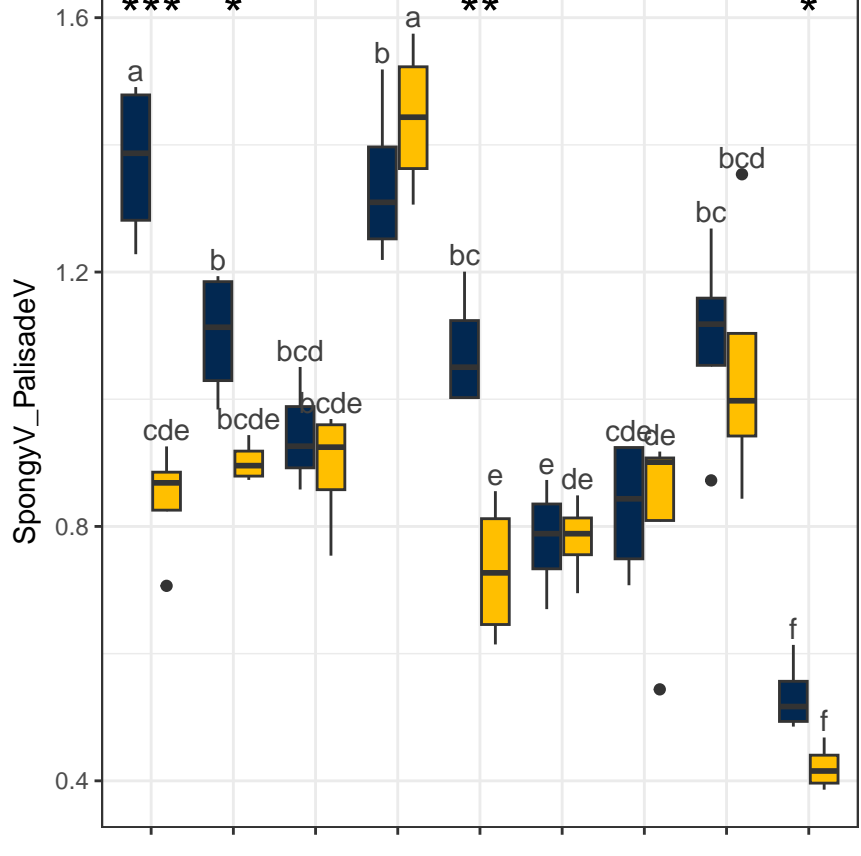 *** * ** *
SpongyV_PalisadeV
1.6
1.2
0.8
0.4
a
cde
b
bcde
bcd
bcde
b
a
bc
e
e
de
cde
de
bc
bcd
f
f